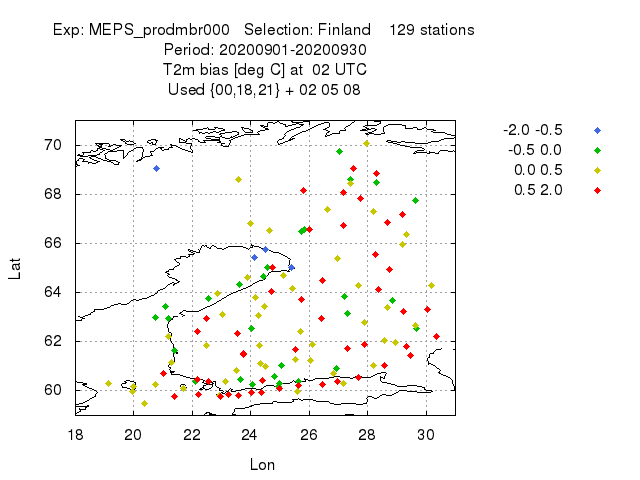 Exp: MEPS_prodmbr000 Selection: Finland 129 stations
Period: 20200901-20200930
T2m bias [deg C] at 02 UTC
Used {00,18,21} + 02 05 08
-2.0 -0.5
-0.5 0.0
0.0 0.5
0.5 2.0
70
68
66
64
62
60
Lat
18 20 22 24 26 28 30
Lon